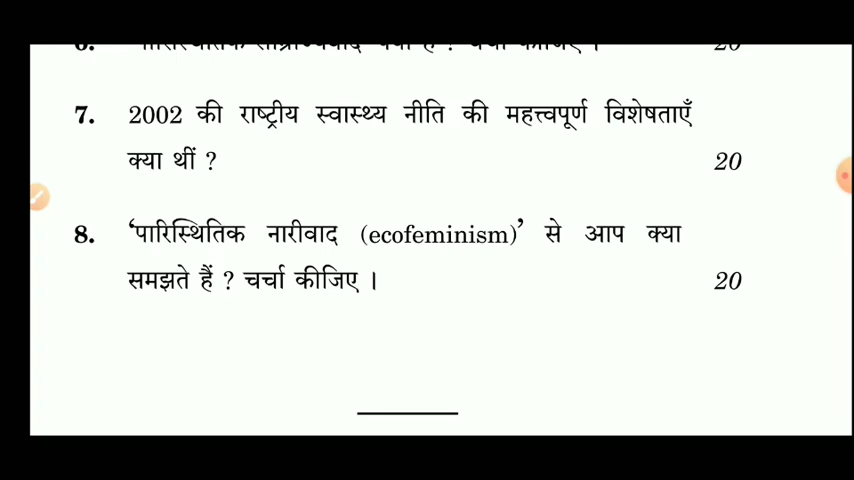 7. 2002 की राष्ट्रीय स्वास्थ्य नीति की महत्त्वपूर्ण विशेषताएँ
क्या थीं ? 20
8. ‘पारिस्थितिक नारीवाद (ecofeminism)’ से आप क्या
समझते हैं ? चर्चा कीजिए । 20